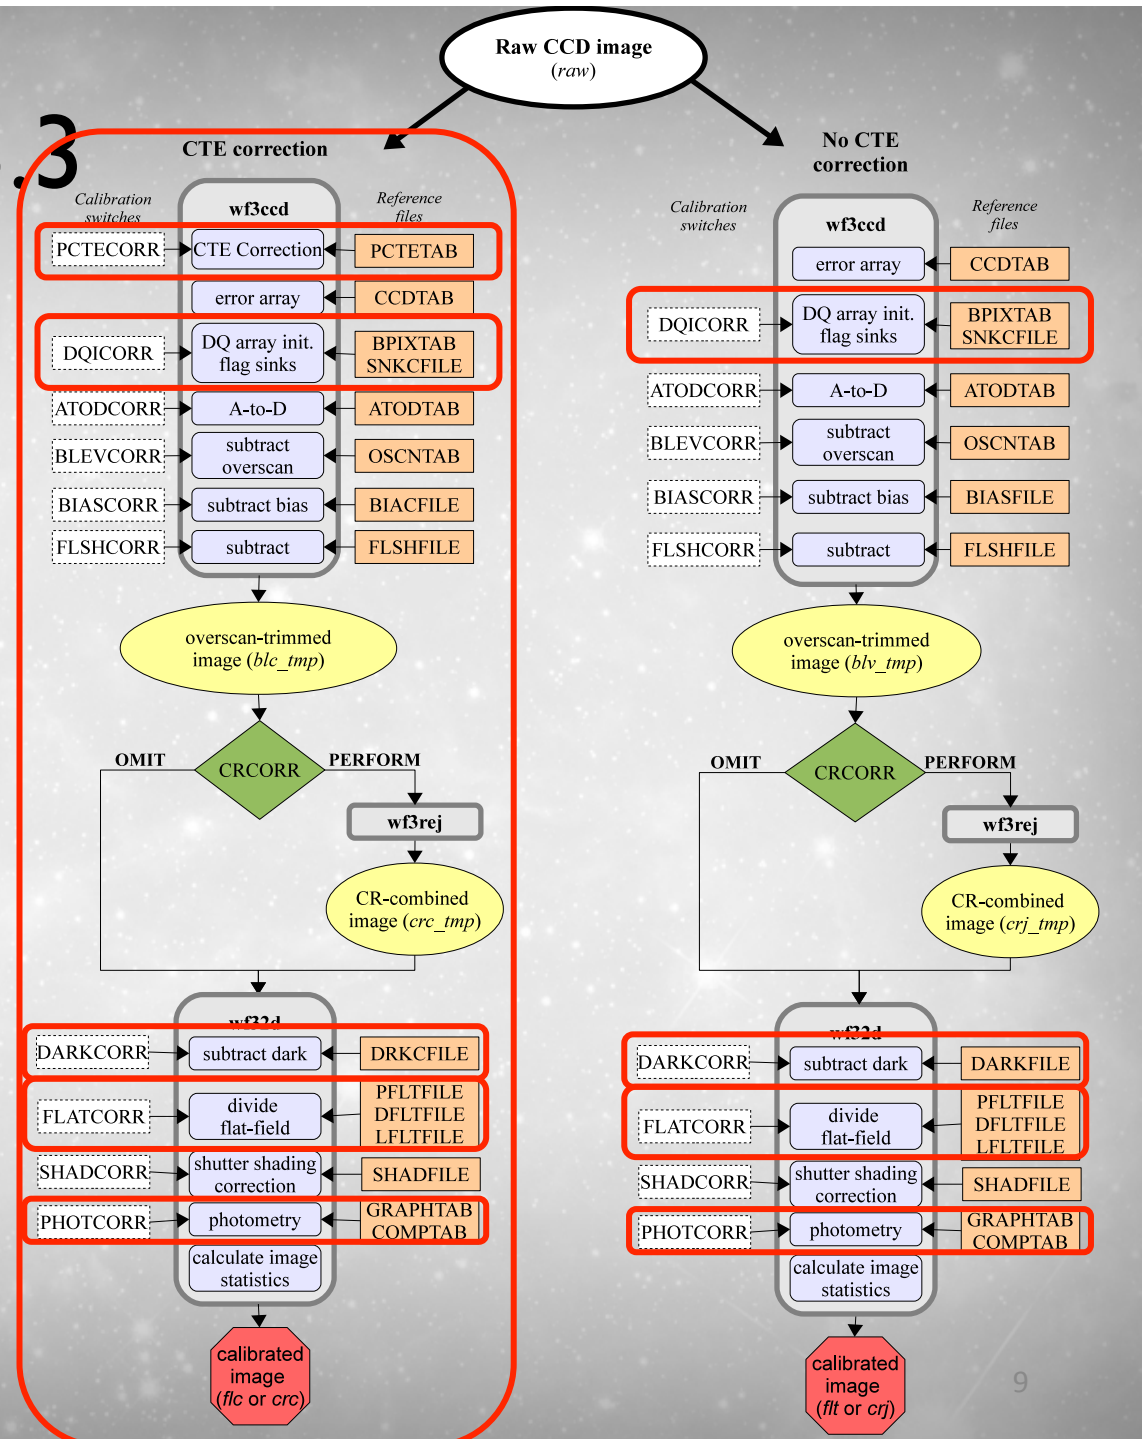 Raw CCD image
(raw)
.3
CTE correction
Calibration
switches
wf3ccd
Reference
files
PCTECORR
CTE Correction
PCTETAB
error array
CCDTAB
DQICORR
DQ array init.
flag sinks
BPIXTAB
SNKCFILE
ATODCORR
A-to-D
ATODTAB
BLEVCORR
subtract
overscan
OSCNTAB
BIASCORR
subtract bias
BIACFILE
FLSHCORR
subtract
FLSHFILE
overscan-trimmed
image (blc_tmp)
OMIT
CRCORR
PERFORM
wf3rej
CR-combined
image (crc_tmp)
wf32d
DARKCORR
subtract dark
DRKCFILE
FLATCORR
divide
flat-field
PFLTFILE
DFLTFILE
LFLTFILE
SHADCORR
shutter shading
correction
SHADFILE
PHOTCORR
photometry
GRAPHTAB
COMPTAB
calculate image
statistics
calibrated
image
(flc or crc)
No CTE
correction
Calibration
switches
wf3ccd
Reference
files
error array
CCDTAB
DQICORR
DQ array init.
flag sinks
BPIXTAB
SNKCFILE
ATODCORR
A-to-D
ATODTAB
BLEVCORR
subtract
overscan
OSCNTAB
BIASCORR
subtract bias
BIASFILE
FLSHCORR
subtract
FLSHFILE
overscan-trimmed
image (blv_tmp)
OMIT
CRCORR
PERFORM
wf3rej
CR-combined
image (crj_tmp)
wf32d
DARKCORR
subtract dark
DARKFILE
FLATCORR
divide
flat-field
PFLTFILE
DFLTFILE
LFLTFILE
SHADCORR
shutter shading
correction
SHADFILE
PHOTCORR
photometry
GRAPHTAB
COMPTAB
calculate image
statistics
calibrated
image
(flt or crj)
9